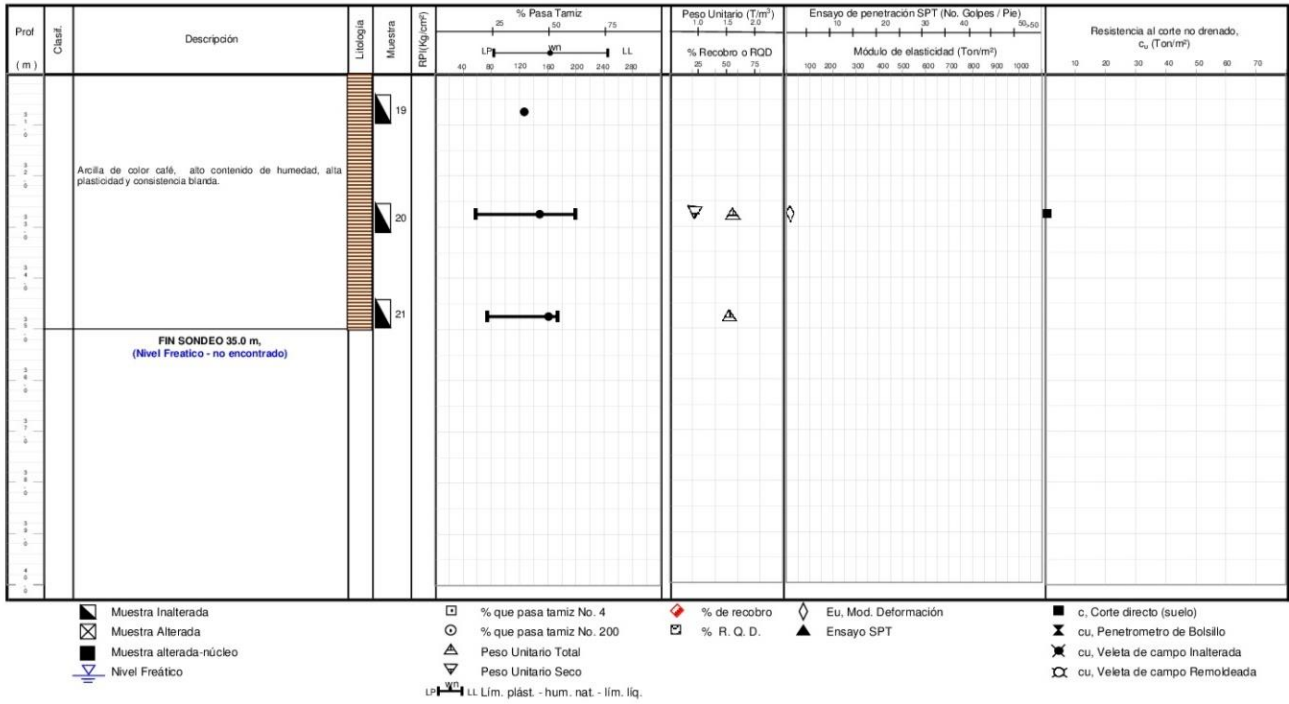 Prof
( m )
Clasif.
Descripción
Litología
Muestra
RPI(Kg/cm²)
% Pasa Tamiz
25 50 75
LP wn LL
40 80 120 160 200 240 280
Peso Unitario (T/m³)
1.0 1.5 2.0
% Recobro o RQD
25 50 75
Ensayo de penetración SPT (No. Golpes / Pie)
10 20 30 40 50 >50
Módulo de elasticidad (Ton/m²)
100 200 300 400 500 600 700 800 900 1000
Resistencia al corte no drenado,
cᵤ (Ton/m²)
10 20 30 40 50 60 70
19
Arcilla de color café, alto contenido de humedad, alta
plasticidad y consistencia blanda.
20
21
FIN SONDEO 35.0 m,
(Nivel Freatico - no encontrado)
Muestra Inalterada
Muestra Alterada
Muestra alterada-núcleo
Nivel Freático
% que pasa tamiz No. 4
% que pasa tamiz No. 200
Peso Unitario Total
Peso Unitario Seco
LP wn LL Lím. plást. - hum. nat. - lím. líq.
% de recobro
% R. Q. D.
Eu, Mod. Deformación
Ensayo SPT
c, Corte directo (suelo)
cu, Penetrometro de Bolsillo
cu, Veleta de campo Inalterada
cu, Veleta de campo Remoldeada